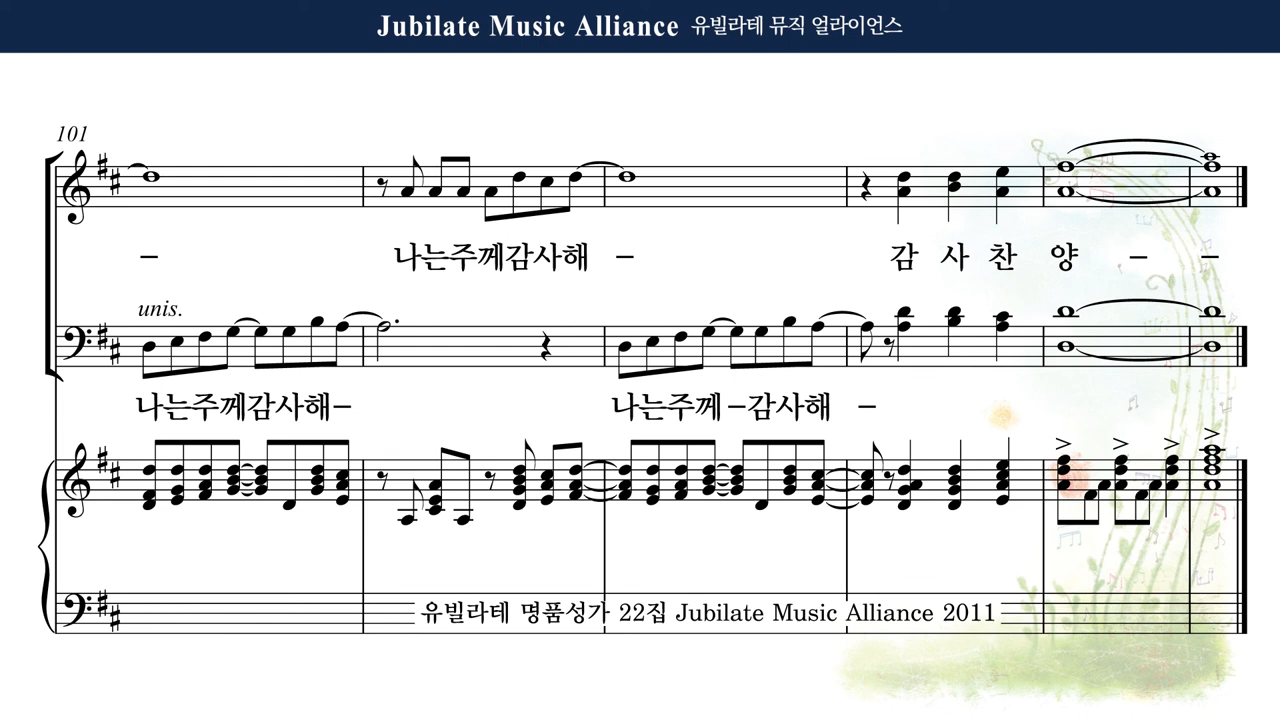 Jubilate Music Alliance 유빌라테 뮤직 얼라이언스
101
– 나는주께감사해 – 감 사 찬 양 – –
unis.
나는주께감사해– 나는주께–감사해 –
유빌라테 명품성가 22집 Jubilate Music Alliance 2011